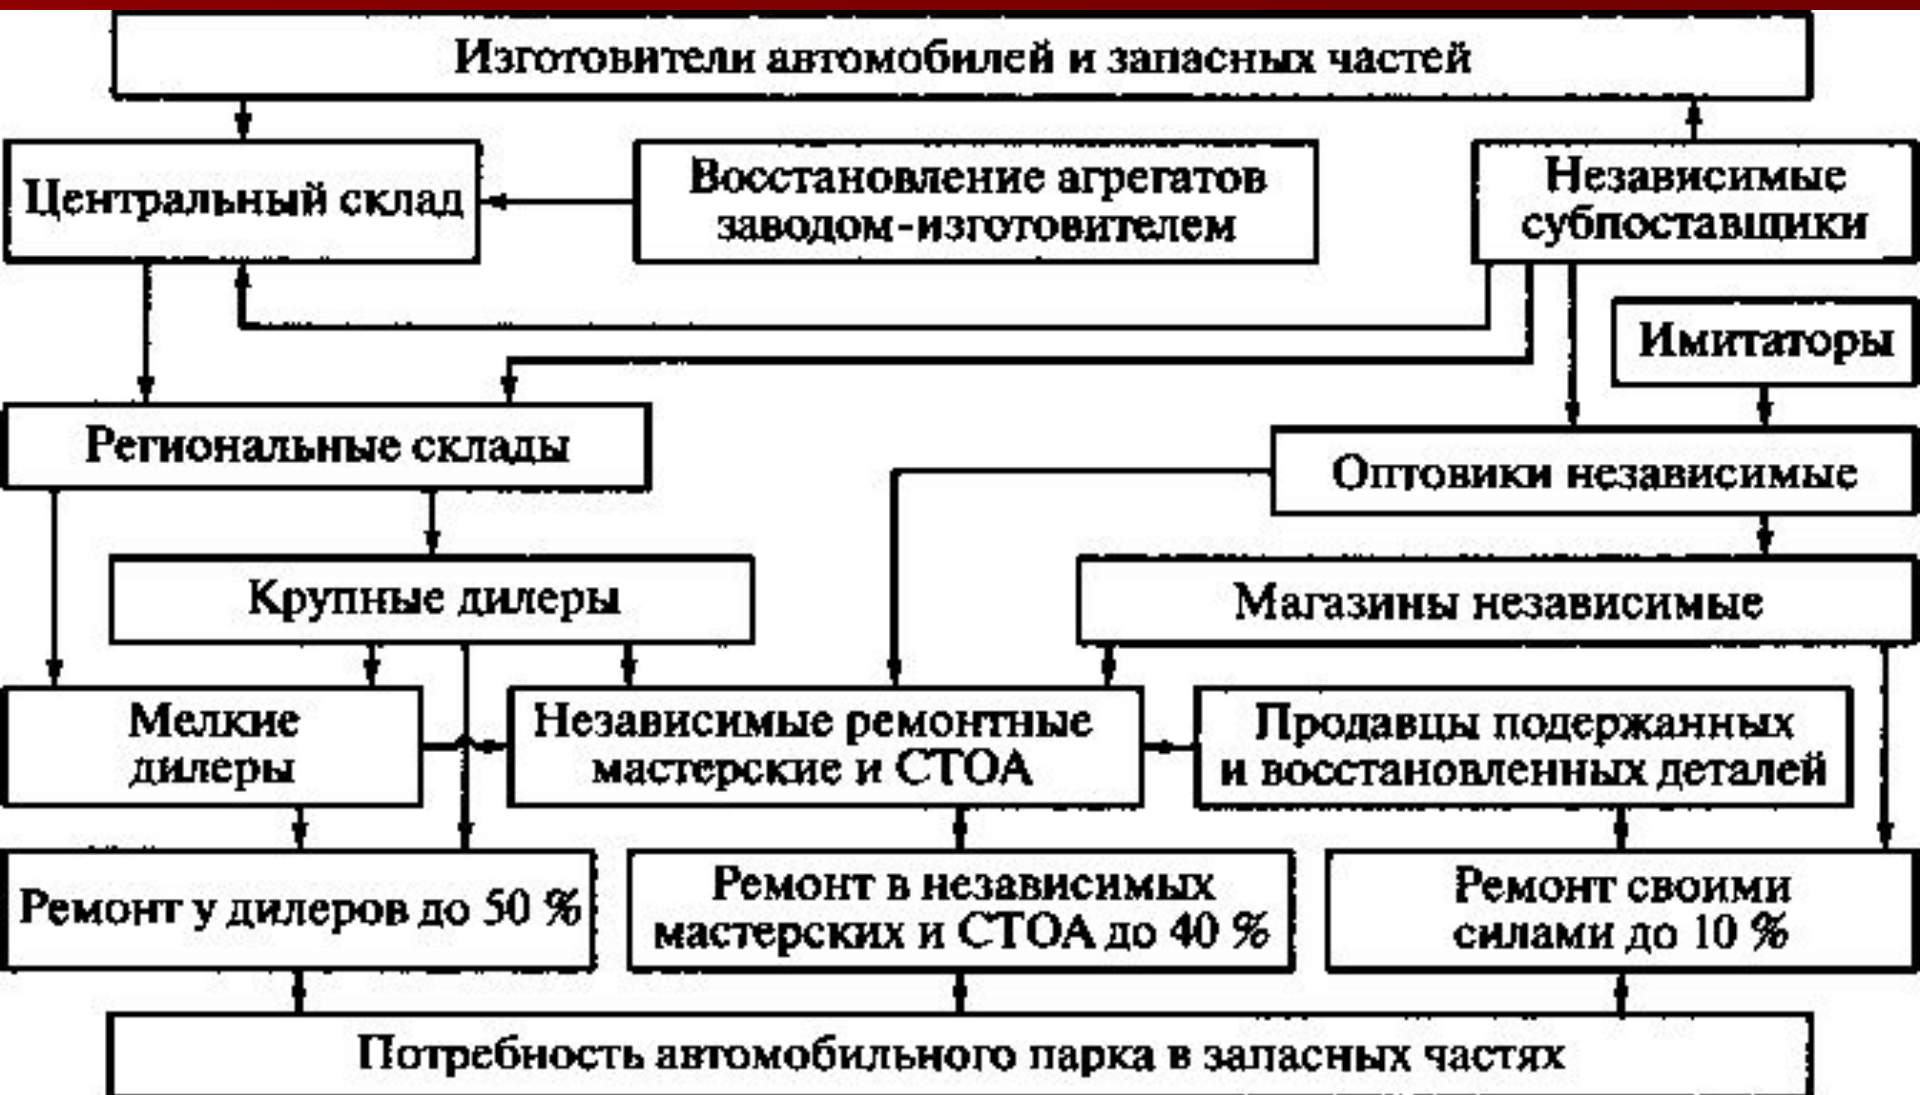 Изготовители автомобилей и запасных частей
Центральный склад
Восстановление агрегатов
заводом-изготовителем
Независимые
субпоставщики
Имитаторы
Региональные склады
Оптовики независимые
Крупные дилеры
Магазины независимые
Мелкие
дилеры
Независимые ремонтные
мастерские и СТОА
Продавцы подержанных
и восстановленных деталей
Ремонт у дилеров до 50 %
Ремонт в независимых
мастерских и СТОА до 40 %
Ремонт своими
силами до 10 %
Потребность автомобильного парка в запасных частях